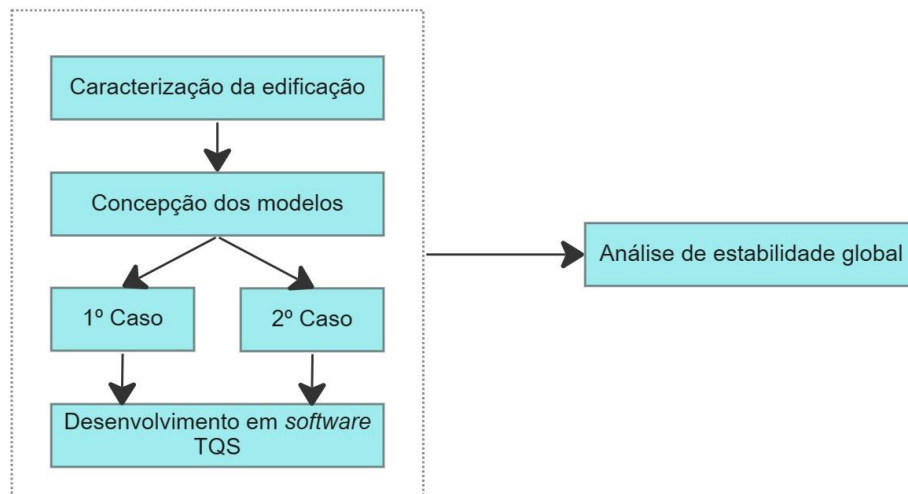 Caracterização da edificação
Concepção dos modelos
1º Caso
2º Caso
Desenvolvimento em software
TQS
Análise de estabilidade global